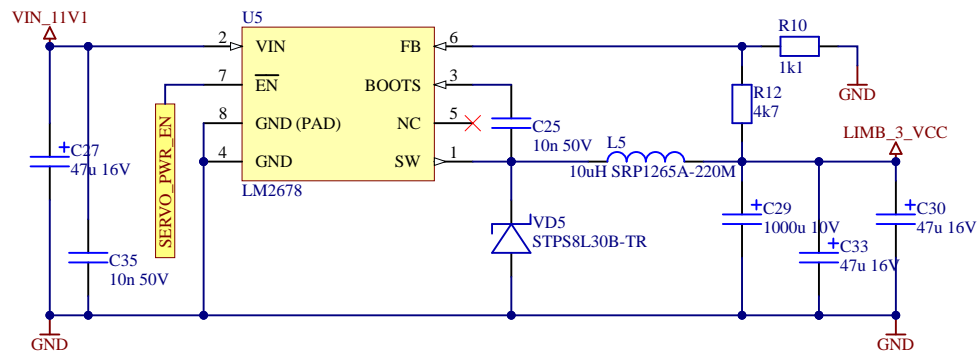 VIN_11V1
U5
2
VIN
FB
6
R10
1k1
GND
7
EN
BOOTS
3
R12
4k7
8
GND (PAD)
NC
5
C25
10n 50V
LIMB_3_VCC
4
GND
SW
1
L5
10uH SRP1265A-220M
LM2678
SERVO_PWR_EN
+
C27
47u 16V
C35
10n 50V
VD5
STPS8L30B-TR
+
C29
1000u 10V
+
C33
47u 16V
+
C30
47u 16V
GND
GND